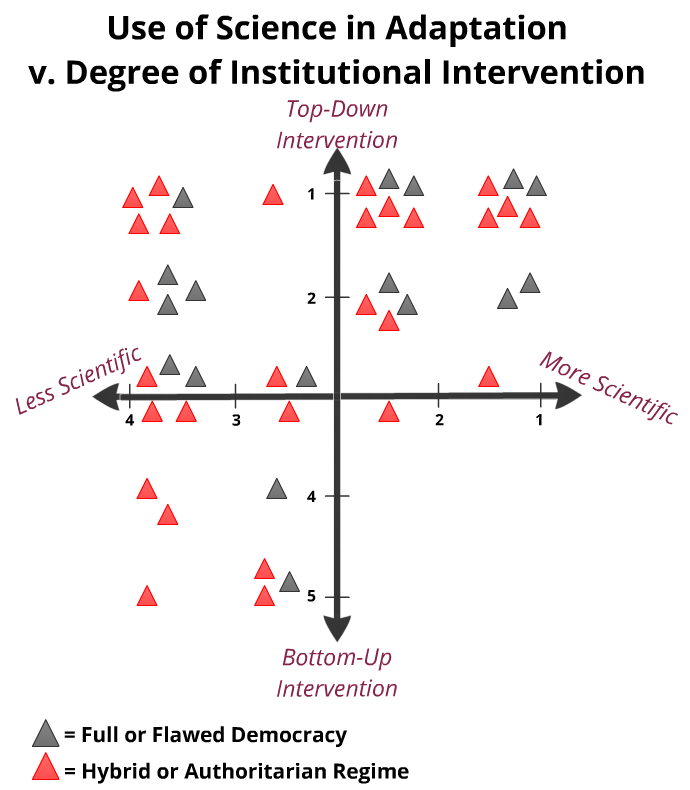 Use of Science in Adaptation
v. Degree of Institutional Intervention
Top-Down
Intervention
1
2
Less Scientific
More Scientific
4
3
2
1
4
5
Bottom-Up
Intervention
= Full or Flawed Democracy
= Hybrid or Authoritarian Regime